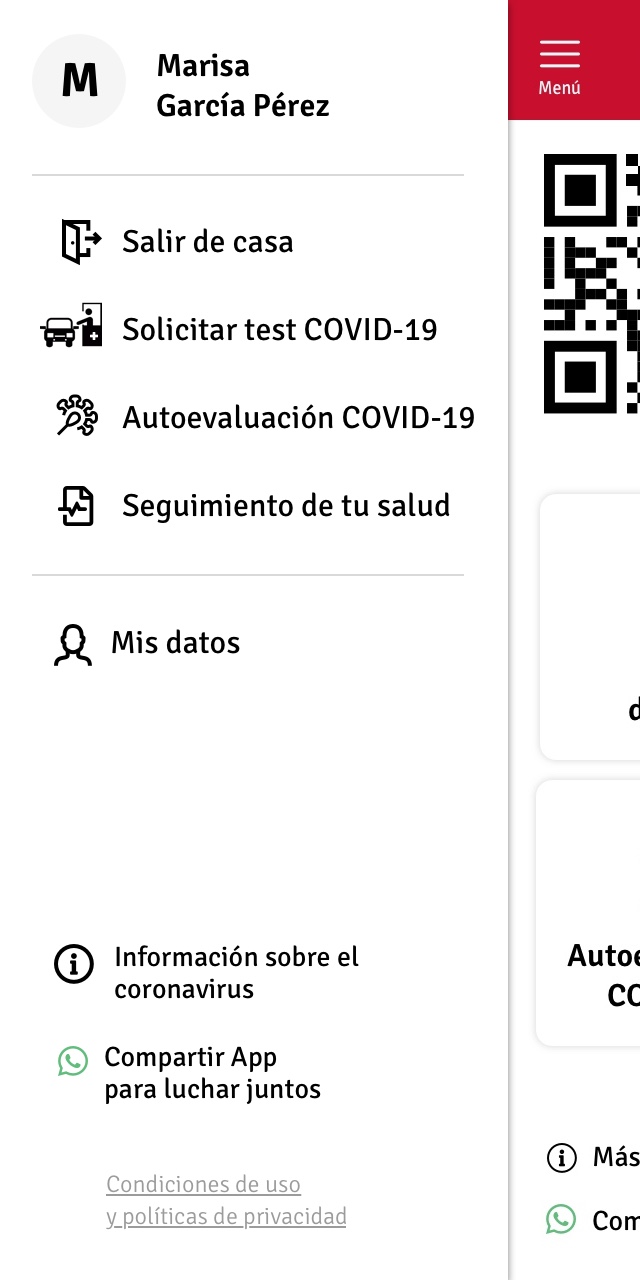 M
Marisa
García Pérez
Menú
Salir de casa
Solicitar test COVID-19
Autoevaluación COVID-19
Seguimiento de tu salud
Mis datos
Información sobre el
coronavirus
Compartir App
para luchar juntos
Condiciones de uso
y políticas de privacidad
d
Autoe
CO
Más
Com